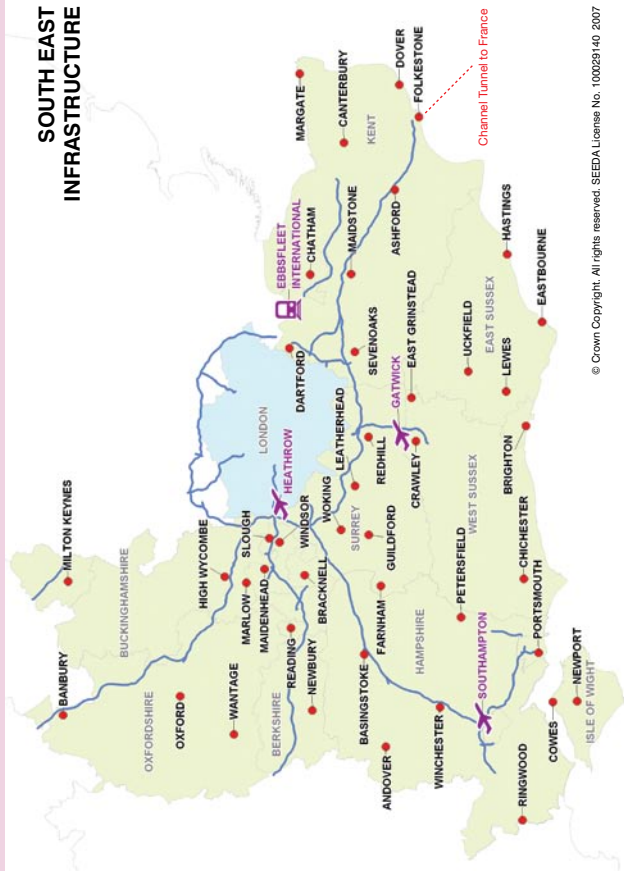 SOUTH EAST
INFRASTRUCTURE
MILTON KEYNES
BANBURY
BUCKINGHAMSHIRE
OXFORDSHIRE
OXFORD
HIGH WYCOMBE
WANTAGE
MARLOW
SLOUGH
MAIDENHEAD
WINDSOR
BERKSHIRE
READING
NEWBURY
BRACKNELL
LONDON
HEATHROW
DARTFORD
EBBSFLEET
INTERNATIONAL
CHATHAM
MARGATE
CANTERBURY
KENT
MAIDSTONE
DOVER
FOLKESTONE
Channel Tunnel to France
ASHFORD
SEVENOAKS
WOKING
LEATHERHEAD
SURREY
REDHILL
GUILDFORD
GATWICK
EAST GRINSTEAD
CRAWLEY
BASINGSTOKE
FARNHAM
ANDOVER
HAMPSHIRE
WINCHESTER
PETERSFIELD
WEST SUSSEX
UCKFIELD
EAST SUSSEX
LEWES
HASTINGS
EASTBOURNE
BRIGHTON
CHICHESTER
SOUTHAMPTON
PORTSMOUTH
RINGWOOD
COWES
NEWPORT
ISLE OF WIGHT
© Crown Copyright. All rights reserved. SEEDA License No. 100029140 2007